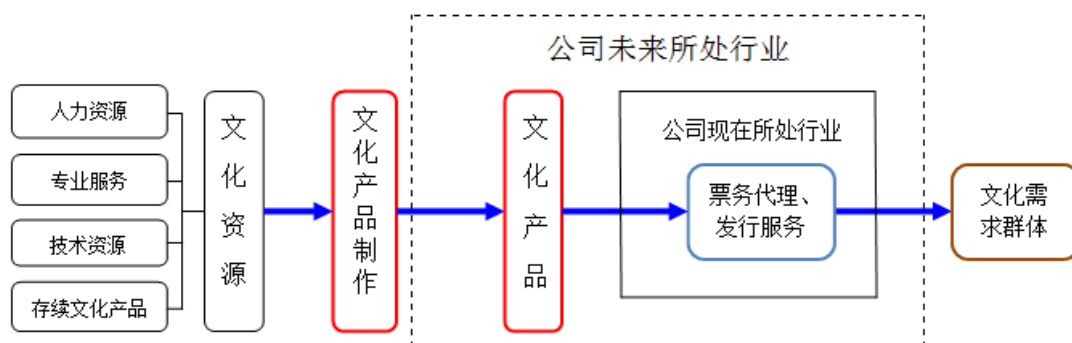 公司未来所处行业
人力资源
专业服务
技术资源
存续文化产品
文化资源
文化产品制作
文化产品
公司现在所处行业
票务代理、
发行服务
文化需
求群体